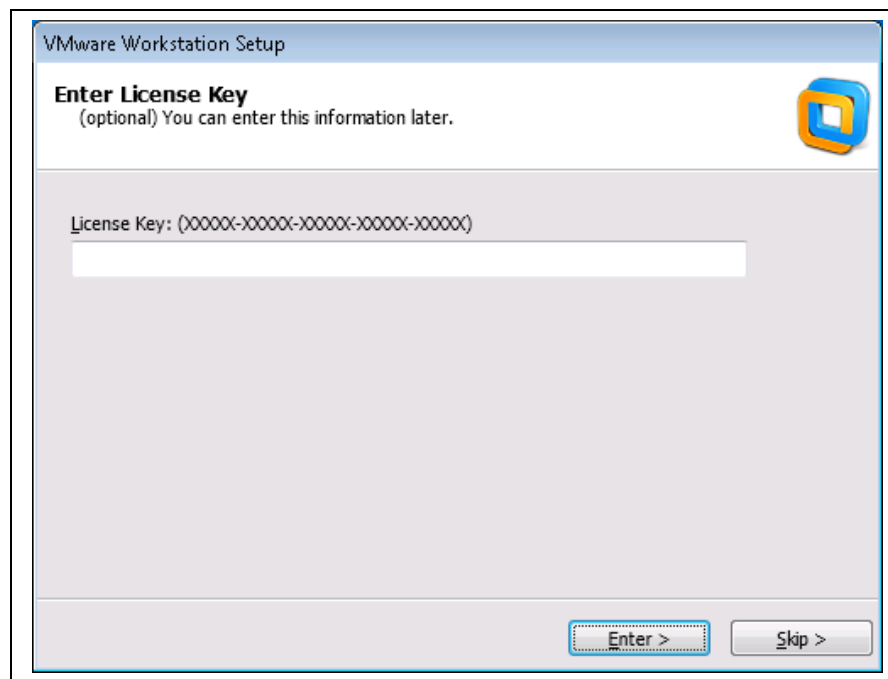 VMware Workstation Setup
Enter License Key
(optional) You can enter this information later.
License Key: (XXXXX-XXXXX-XXXXX-XXXXX-XXXXX)
Enter >
Skip >